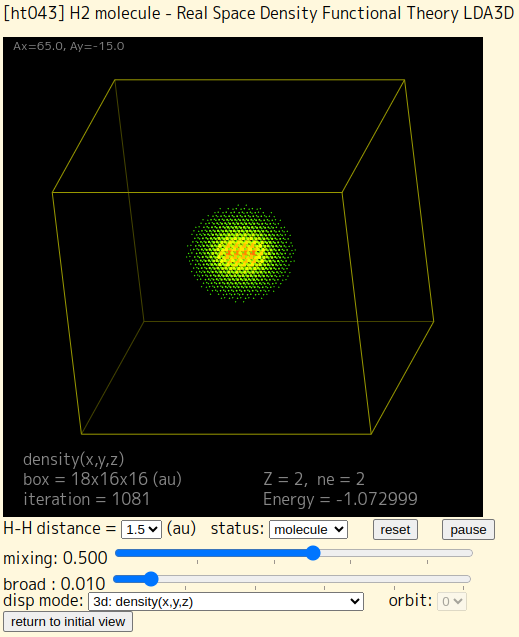 [ht043] H2 molecule - Real Space Density Functional Theory LDA3D
Ax=65.0, Ay=-15.0
density(x,y,z)
box = 18x16x16 (au) Z = 2, ne = 2
iteration = 1081 Energy = -1.072999
H-H distance = 1.5 (au) status: molecule reset pause
mixing: 0.500
broad : 0.010
disp mode: 3d: density(x,y,z) orbit: 0
return to initial view